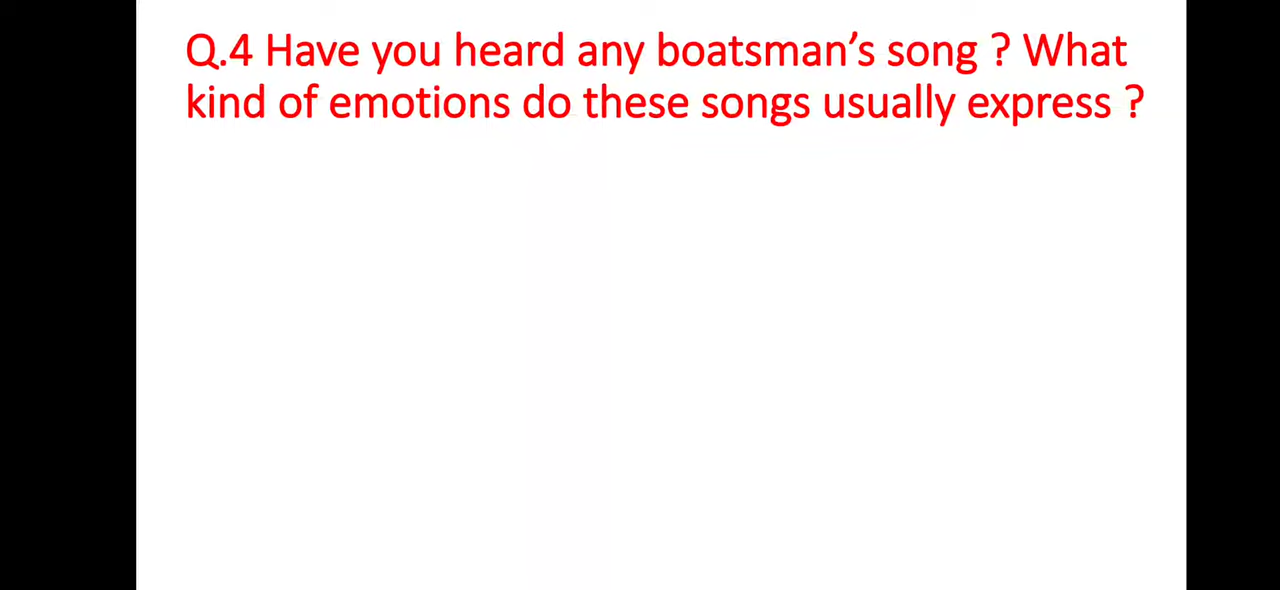 Q.4 Have you heard any boatsman’s song ? What
kind of emotions do these songs usually express ?